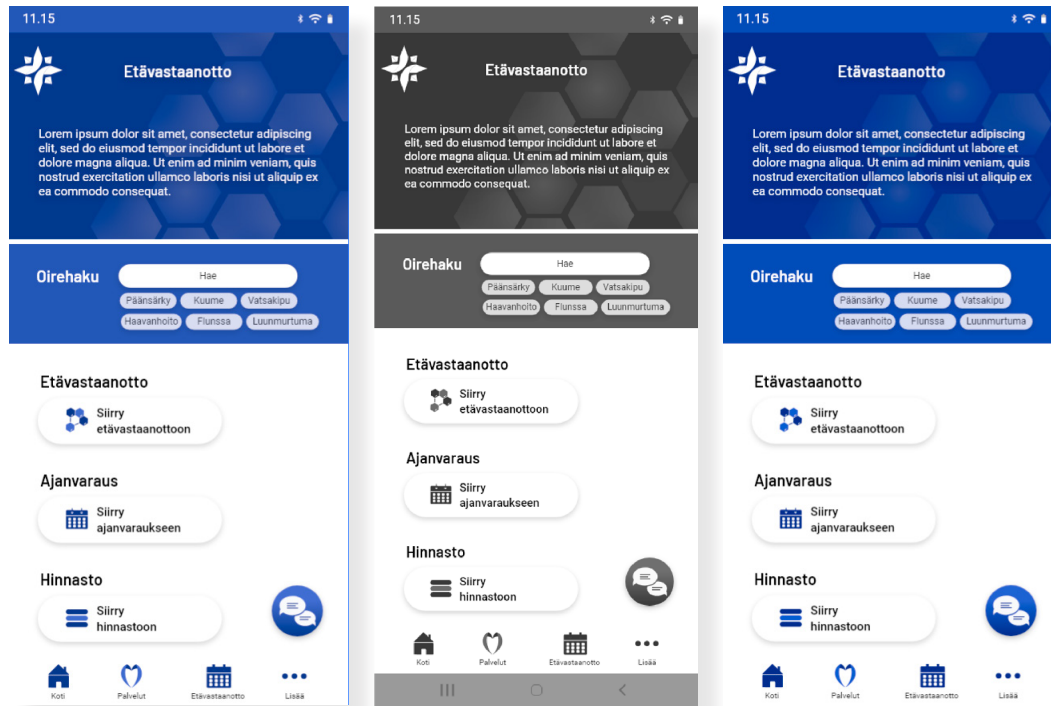 11.15
Etävastaanotto
Lorem ipsum dolor sit amet, consectetur adipiscing
elit, sed do eiusmod tempor incididunt ut labore et
dolore magna aliqua. Ut enim ad minim veniam, quis
nostrud exercitation ullamco laboris nisi ut aliquip ex
ea commodo consequat.
Oirehaku
Hae
Päänsärky Kuume Vatsakipu
Haavanhoito Flunssa Luunmurtuma
Etävastaanotto
Siirry
etävastaanottoon
Ajanvaraus
Siirry
ajanvaraukseen
Hinnasto
Siirry
hinnastoon
Koti Palvelut Etävastaanotto Lisää
11.15
Etävastaanotto
Lorem ipsum dolor sit amet, consectetur adipiscing
elit, sed do eiusmod tempor incididunt ut labore et
dolore magna aliqua. Ut enim ad minim veniam, quis
nostrud exercitation ullamco laboris nisi ut aliquip ex
ea commodo consequat.
Oirehaku
Hae
Päänsärky Kuume Vatsakipu
Haavanhoito Flunssa Luunmurtuma
Etävastaanotto
Siirry
etävastaanottoon
Ajanvaraus
Siirry
ajanvaraukseen
Hinnasto
Siirry
hinnastoon
Koti Palvelut Etävastaanotto Lisää
11.15
Etävastaanotto
Lorem ipsum dolor sit amet, consectetur adipiscing
elit, sed do eiusmod tempor incididunt ut labore et
dolore magna aliqua. Ut enim ad minim veniam, quis
nostrud exercitation ullamco laboris nisi ut aliquip ex
ea commodo consequat.
Oirehaku
Hae
Päänsärky Kuume Vatsakipu
Haavanhoito Flunssa Luunmurtuma
Etävastaanotto
Siirry
etävastaanottoon
Ajanvaraus
Siirry
ajanvaraukseen
Hinnasto
Siirry
hinnastoon
Koti Palvelut Etävastaanotto Lisää